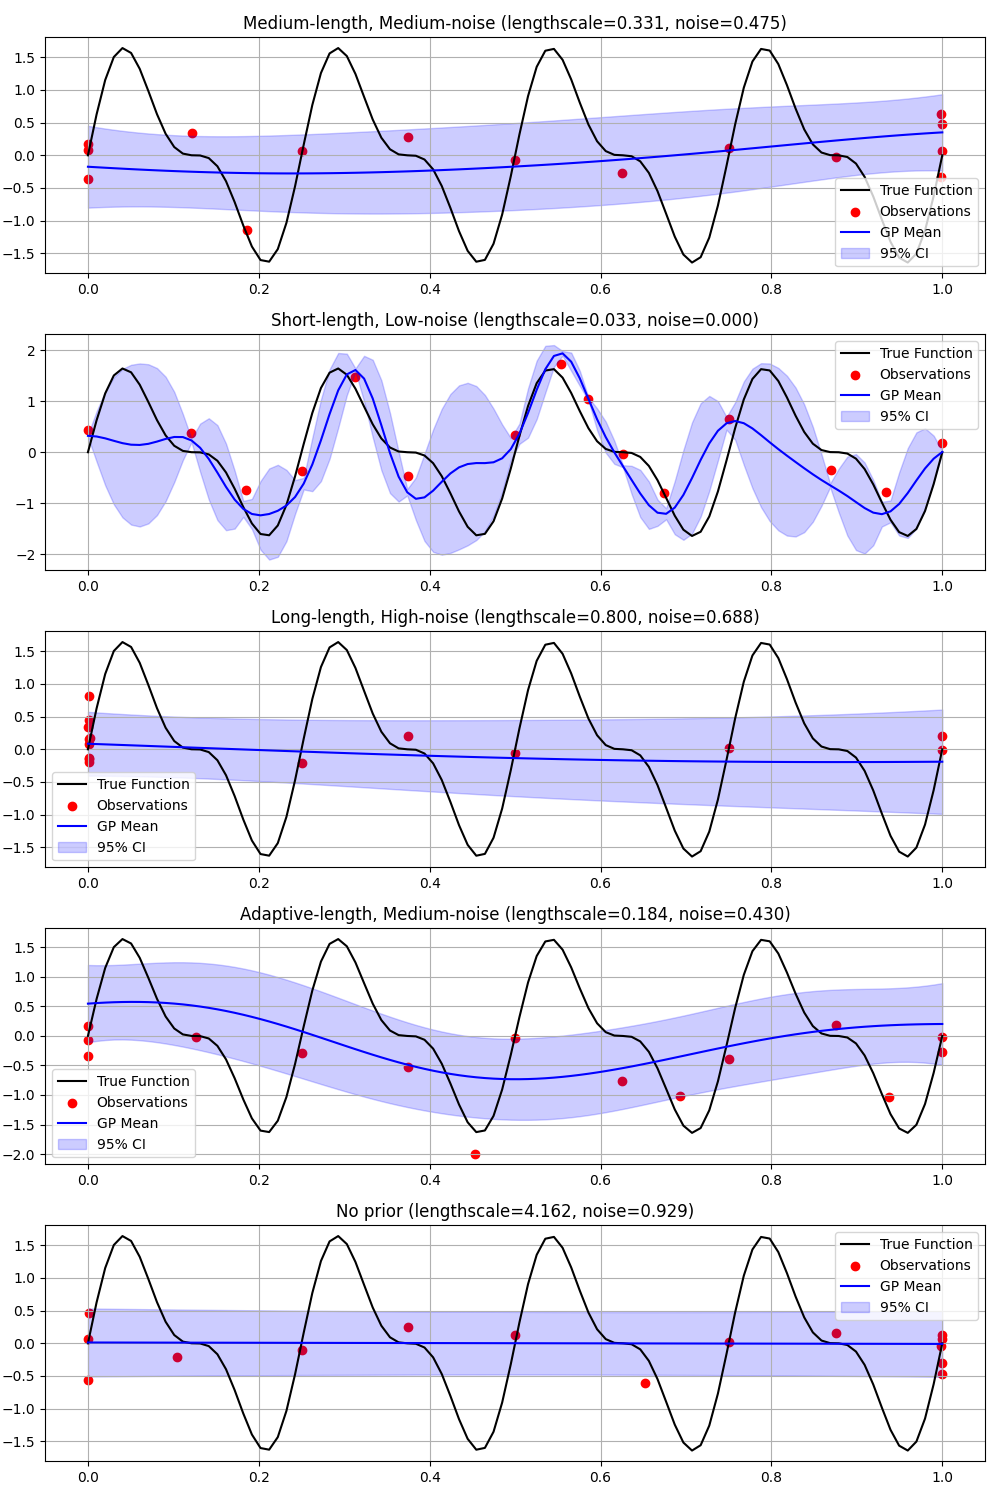 Medium-length, Medium-noise (lengthscale=0.331, noise=0.475)
1.5
1.0
0.5
0.0
−0.5
−1.0
−1.5
True Function
Observations
GP Mean
95% CI
0.0 0.2 0.4 0.6 0.8 1.0
Short-length, Low-noise (lengthscale=0.033, noise=0.000)
2
1
0
−1
−2
True Function
Observations
GP Mean
95% CI
0.0 0.2 0.4 0.6 0.8 1.0
Long-length, High-noise (lengthscale=0.800, noise=0.688)
1.5
1.0
0.5
0.0
−0.5
−1.0
−1.5
True Function
Observations
GP Mean
95% CI
0.0 0.2 0.4 0.6 0.8 1.0
Adaptive-length, Medium-noise (lengthscale=0.184, noise=0.430)
1.5
1.0
0.5
0.0
−0.5
−1.0
−1.5
−2.0
True Function
Observations
GP Mean
95% CI
0.0 0.2 0.4 0.6 0.8 1.0
No prior (lengthscale=4.162, noise=0.929)
1.5
1.0
0.5
0.0
−0.5
−1.0
−1.5
True Function
Observations
GP Mean
95% CI
0.0 0.2 0.4 0.6 0.8 1.0